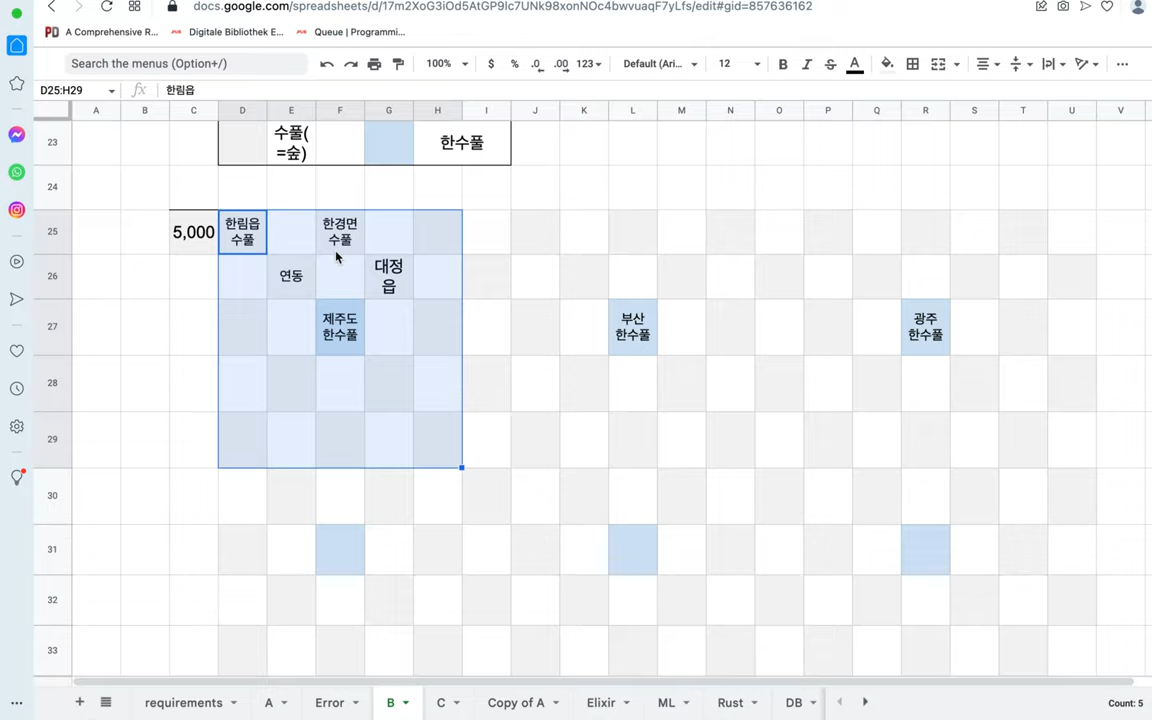 docs.google.com/spreadsheets/d/17m2XoG3iOd5AtGP9Ic7UNk98xonNOc4bwvuaqF7yLfs/edit#gid=857636162
A Comprehensive R... Digitale Bibliothek E... Queue | Programmi...
Search the menus (Option+/) 100% $ % .0 .00 123 Default (Ari... 12 B I S A
D25:H29 fx 한림읍
A B C D E F G H I J K L M N O P Q R S T U V
23 수풀(
=숲) 한수풀
24
25 5,000 한림읍
수풀 한경면
수풀
26 연동 대정
읍
27 제주도
한수풀 부산
한수풀 광주
한수풀
28
29
30
31
32
33
requirements A Error B C Copy of A Elixir ML Rust DB Count: 5